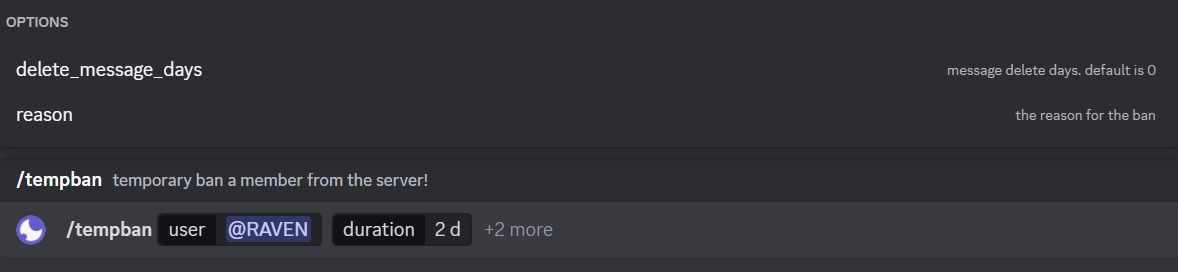 OPTIONS
delete_message_days message delete days. default is 0
reason the reason for the ban
/tempban temporary ban a member from the server!
/tempban user @RAVEN duration 2 d +2 more